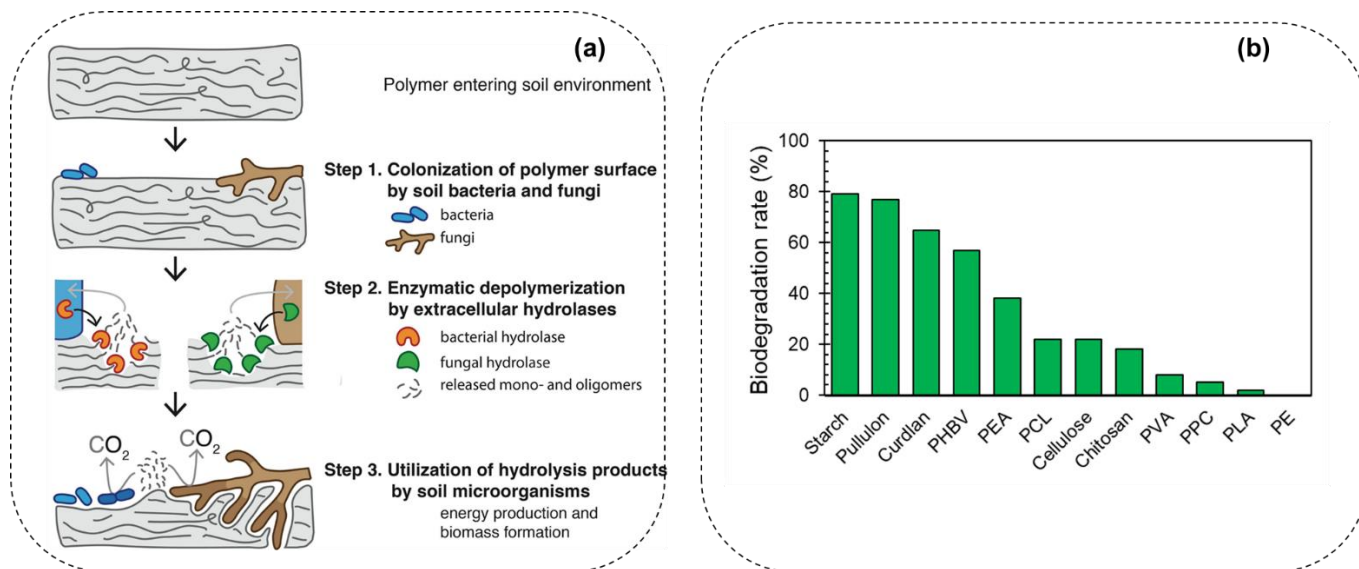 (a)
Polymer entering soil environment
Step 1. Colonization of polymer surface
by soil bacteria and fungi
bacteria
fungi
Step 2. Enzymatic depolymerization
by extracellular hydrolases
bacterial hydrolase
fungal hydrolase
released mono- and oligomers
CO2
CO2
Step 3. Utilization of hydrolysis products
by soil microorganisms
energy production and
biomass formation
(b)
Biodegradation rate (%)
100
80
60
40
20
0
Starch
Pullulon
Curdlan
PHBV
PEA
PCL
Cellulose
Chitosan
PVA
PPC
PLA
PE